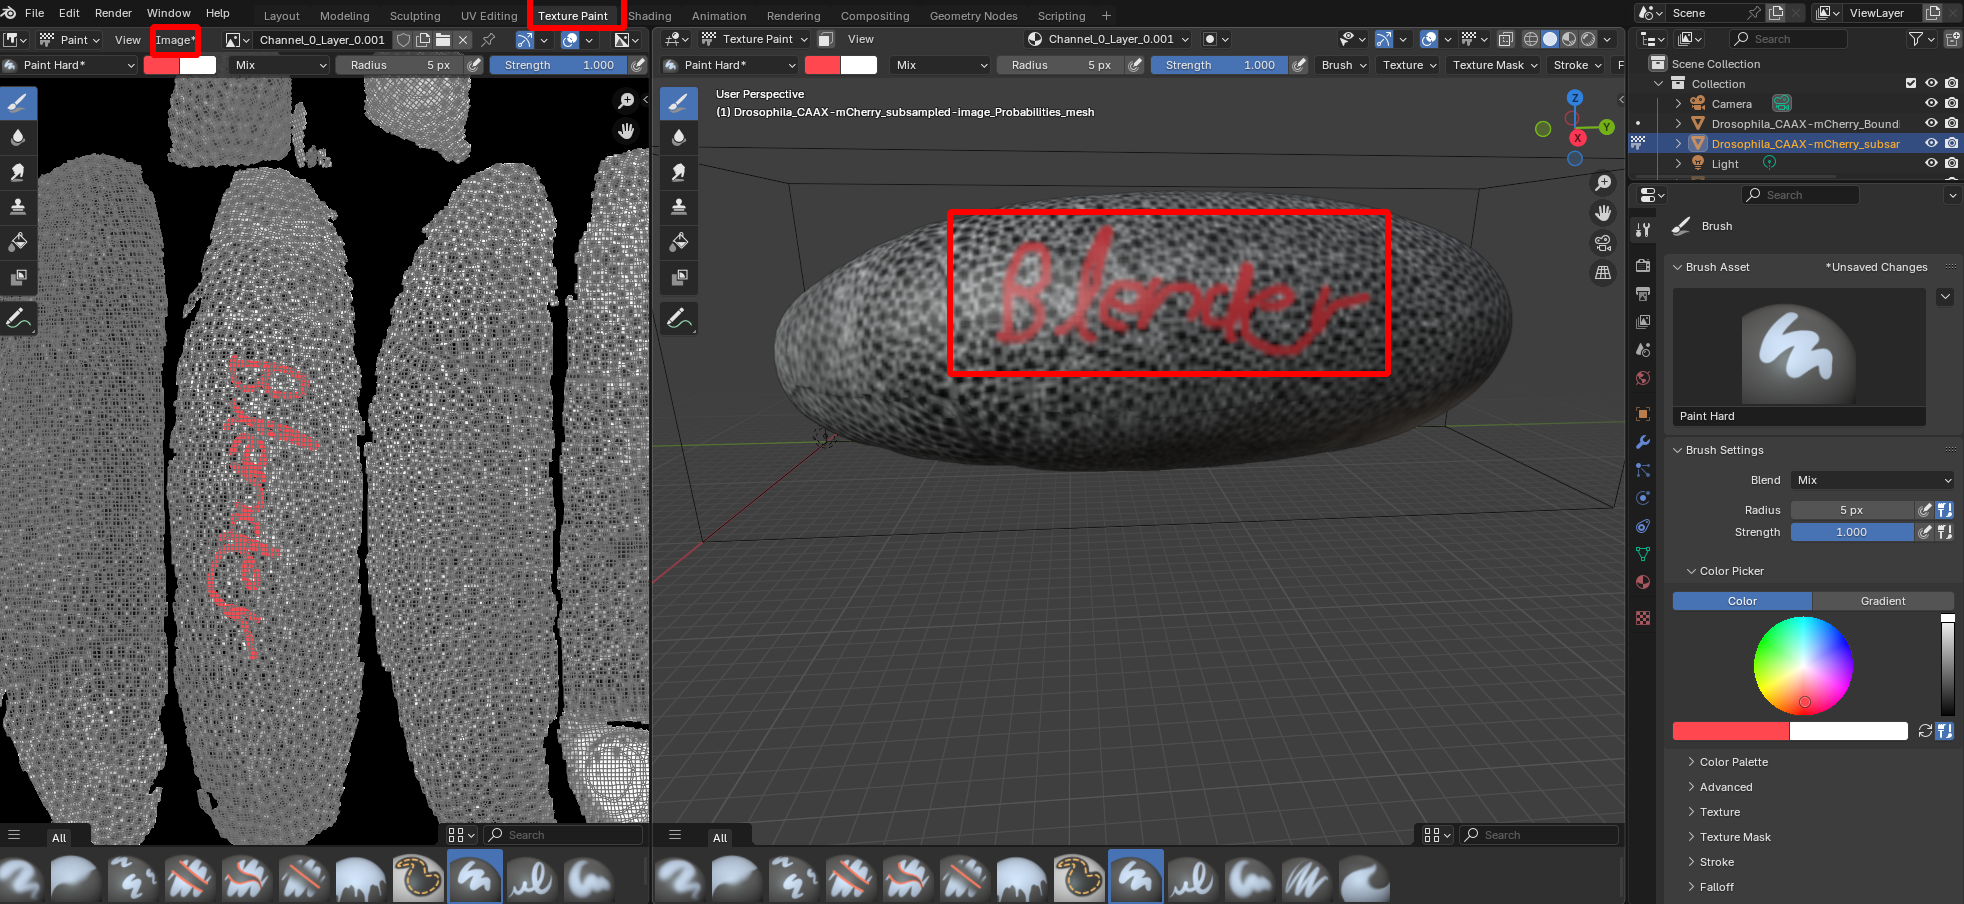 File Edit Render Window Help Layout Modeling Sculpting UV Editing Texture Paint Shading Animation Rendering Compositing Geometry Nodes Scripting + Scene ViewLayer
Paint View Image* Channel_0_Layer_0.001 Texture Paint View Channel_0_Layer_0.001 Search
Paint Hard* Mix Radius 5 px Strength 1.000 Paint Hard* Mix Radius 5 px Strength 1.000 Brush Texture Texture Mask Stroke F
Scene Collection
Collection
Camera
Drosophila_CAAX-mCherry_Bound
Drosophila_CAAX-mCherry_subsar
Light
User Perspective
(1) Drosophila_CAAX-mCherry_subsampled-image_Probabilities_mesh
Z
Y
X
Blender
Search
Brush
Brush Asset *Unsaved Changes
Paint Hard
Brush Settings
Blend Mix
Radius 5 px
Strength 1.000
Color Picker
Color Gradient
Color Palette
Advanced
Texture
Texture Mask
Stroke
Falloff
All Search All Search